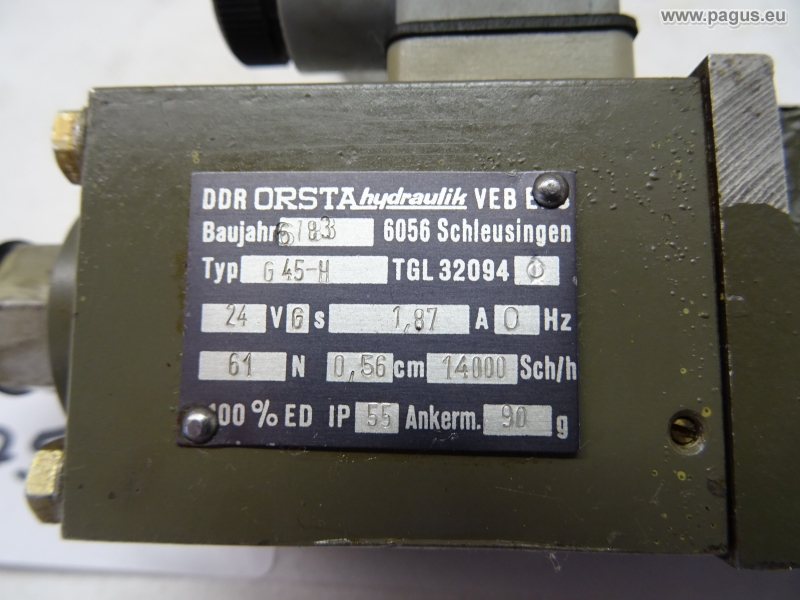 www.pagus.eu
DDR ORSTA hydraulik VEB
Baujahr 6/83 6056 Schleusingen
Typ G 45-H TGL 32094
24 V G s 1,87 A 0 Hz
61 N 0,56 cm 14000 Sch/h
100 % ED IP 55 Ankerm. 90 g